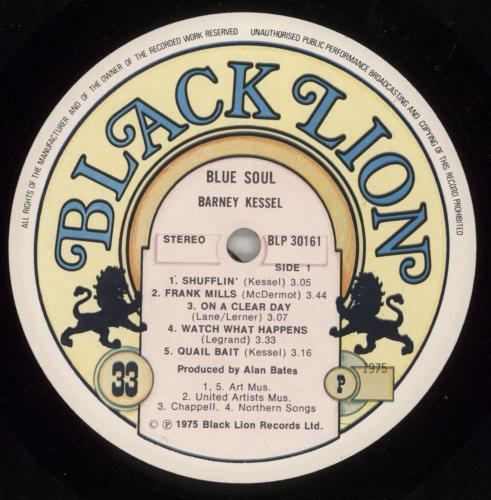 ALL RIGHTS OF THE MANUFACTURER AND OF THE OWNER OF THE RECORDED WORK RESERVED
UNAUTHORISED PUBLIC PERFORMANCE BROADCASTING AND COPYING OF THIS RECORD PROHIBITED
BLACK LION
BLUE SOUL
BARNEY KESSEL
STEREO BLP 30161
SIDE 1
1. SHUFFLIN' (Kessel) 3.05
2. FRANK MILLS (McDermot) 3.44
3. ON A CLEAR DAY
(Lane/Lerner) 3.07
4. WATCH WHAT HAPPENS
(Legrand) 3.33
5. QUAIL BAIT (Kessel) 3.16
Produced by Alan Bates
1, 5. Art Mus.
2. United Artists Mus.
3. Chappell. 4. Northern Songs
© ℗ 1975 Black Lion Records Ltd.
33
P 1975